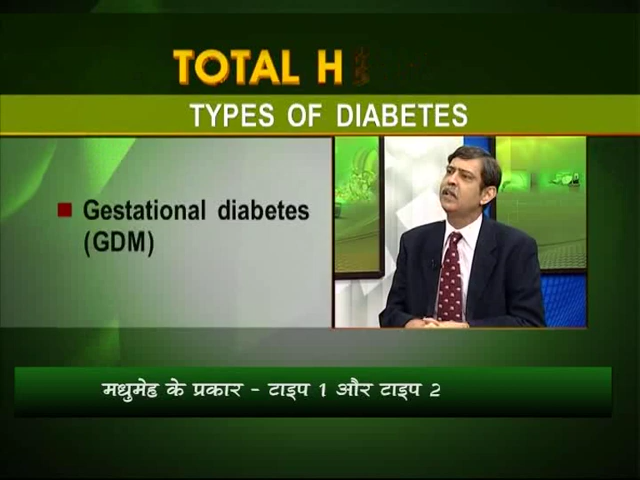 TOTAL H
TYPES OF DIABETES
Gestational diabetes
(GDM)
मधुमेह के प्रकार - टाइप 1 और टाइप 2